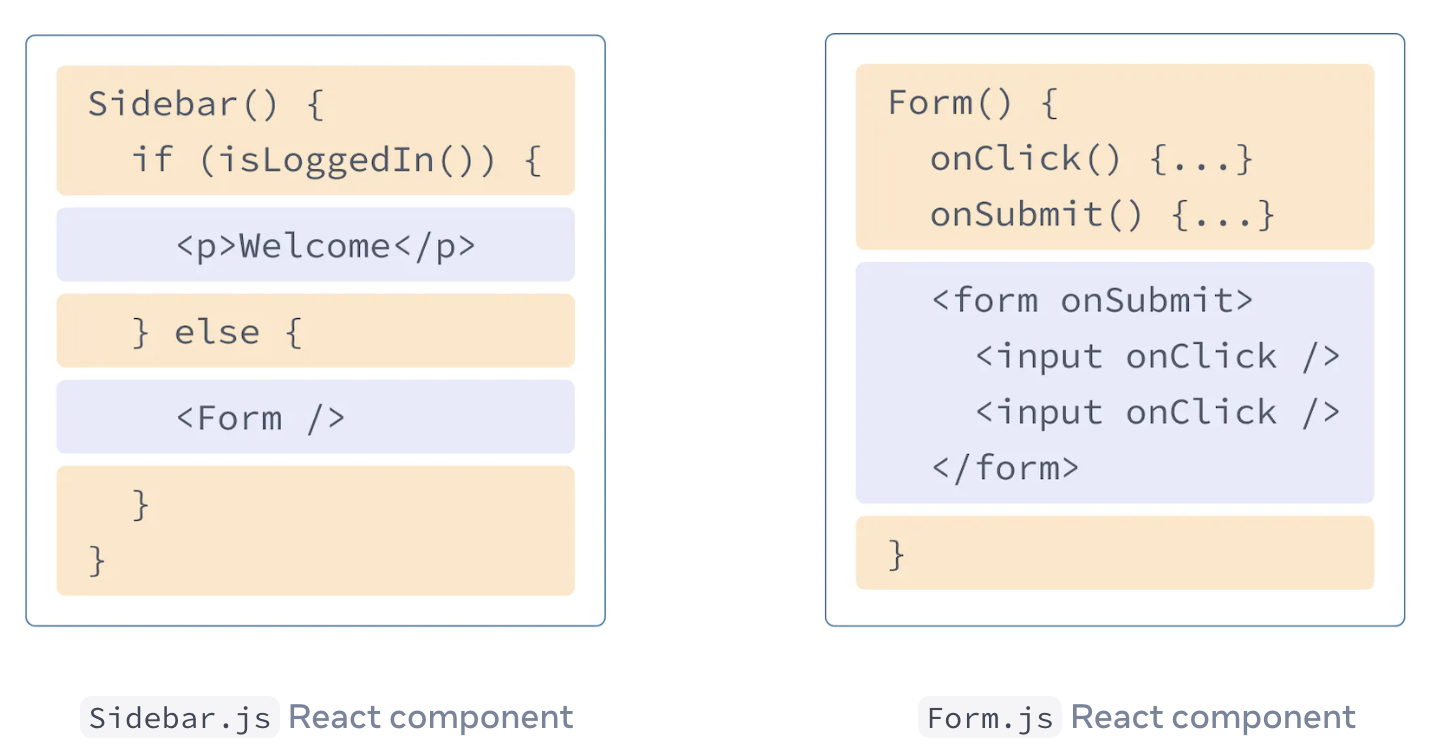 Sidebar() {
if (isLoggedIn()) {
<p>Welcome</p>
} else {
<Form />
}
}
Sidebar.js React component
Form() {
onClick() {...}
onSubmit() {...}
<form onSubmit>
<input onClick />
<input onClick />
</form>
}
Form.js React component